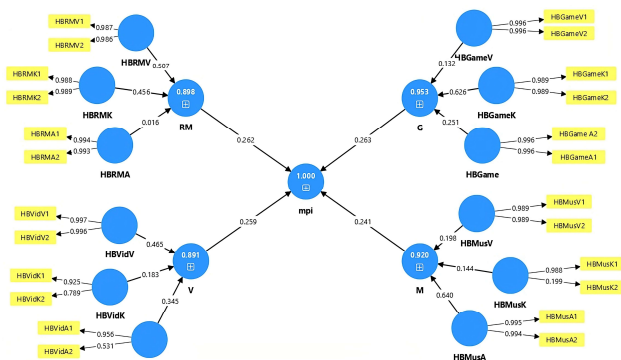 HBRMV1
0.987
HBRMV2
0.986
HBRMV
0.507
HBRMK1
0.988
HBRMK2
0.989
HBRMK
0.456
0.898
RM
HBRMA1
0.994
HBRMA2
0.993
HBRMA
0.016
0.262
HBGameV1
0.996
HBGameV2
0.996
HBGameV
0.132
HBGameK1
0.989
HBGameK2
0.989
HBGameK
0.626
0.953
G
HBGame A2
0.996
HBGameA1
0.996
HBGame
0.251
0.263
1.000
mpi
HBVidV1
0.997
HBVidV2
0.996
HBVidV
0.465
HBVidK1
0.925
HBVidK2
0.789
HBVidK
0.183
0.891
V
HBVidA1
0.956
HBVidA2
0.531
0.345
0.259
HBMusV1
0.989
HBMusV2
0.989
HBMusV
0.198
HBMusK1
0.988
HBMusK2
0.199
HBMusK
0.144
0.920
M
HBMusA1
0.995
HBMusA2
0.994
HBMusA
0.640
0.241